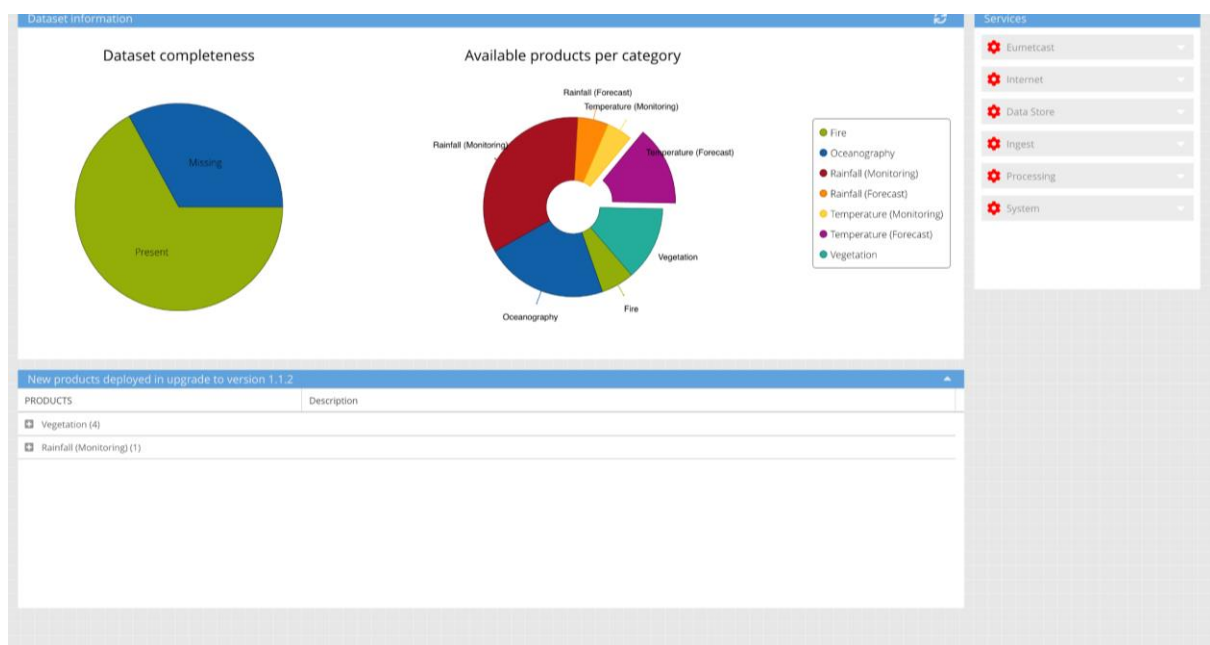 Dataset information
Dataset completeness
Missing
Present
Available products per category
Rainfall (Forecast)
Temperature (Monitoring)
Rainfall (Monitoring)
Temperature (Forecast)
Vegetation
Fire
Oceanography
Fire
Oceanography
Rainfall (Monitoring)
Rainfall (Forecast)
Temperature (Monitoring)
Temperature (Forecast)
Vegetation
Services
Eumetcast
Internet
Data Store
Ingest
Processing
System
New products deployed in upgrade to version 1.1.2
PRODUCTS Description
Vegetation (4)
Rainfall (Monitoring) (1)